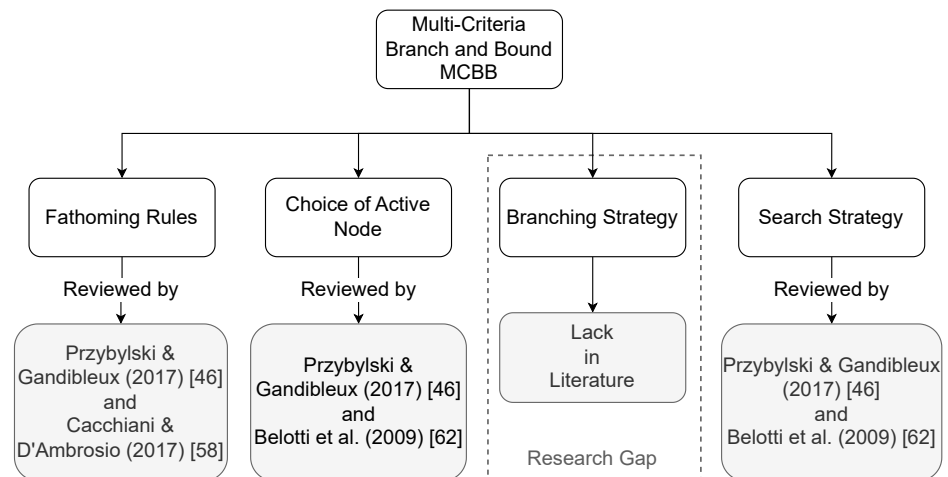 Multi-Criteria
Branch and Bound
MCBB
Fathoming Rules
Choice of Active
Node
Branching Strategy
Search Strategy
Reviewed by
Reviewed by
Reviewed by
Przybylski &
Gandibleux (2017) [46]
and
Cacchiani &
D'Ambrosio (2017) [58]
Przybylski &
Gandibleux (2017) [46]
and
Belotti et al. (2009) [62]
Lack
in
Literature
Research Gap
Przybylski & Gandibleux
(2017) [46]
and
Belotti et al. (2009) [62]